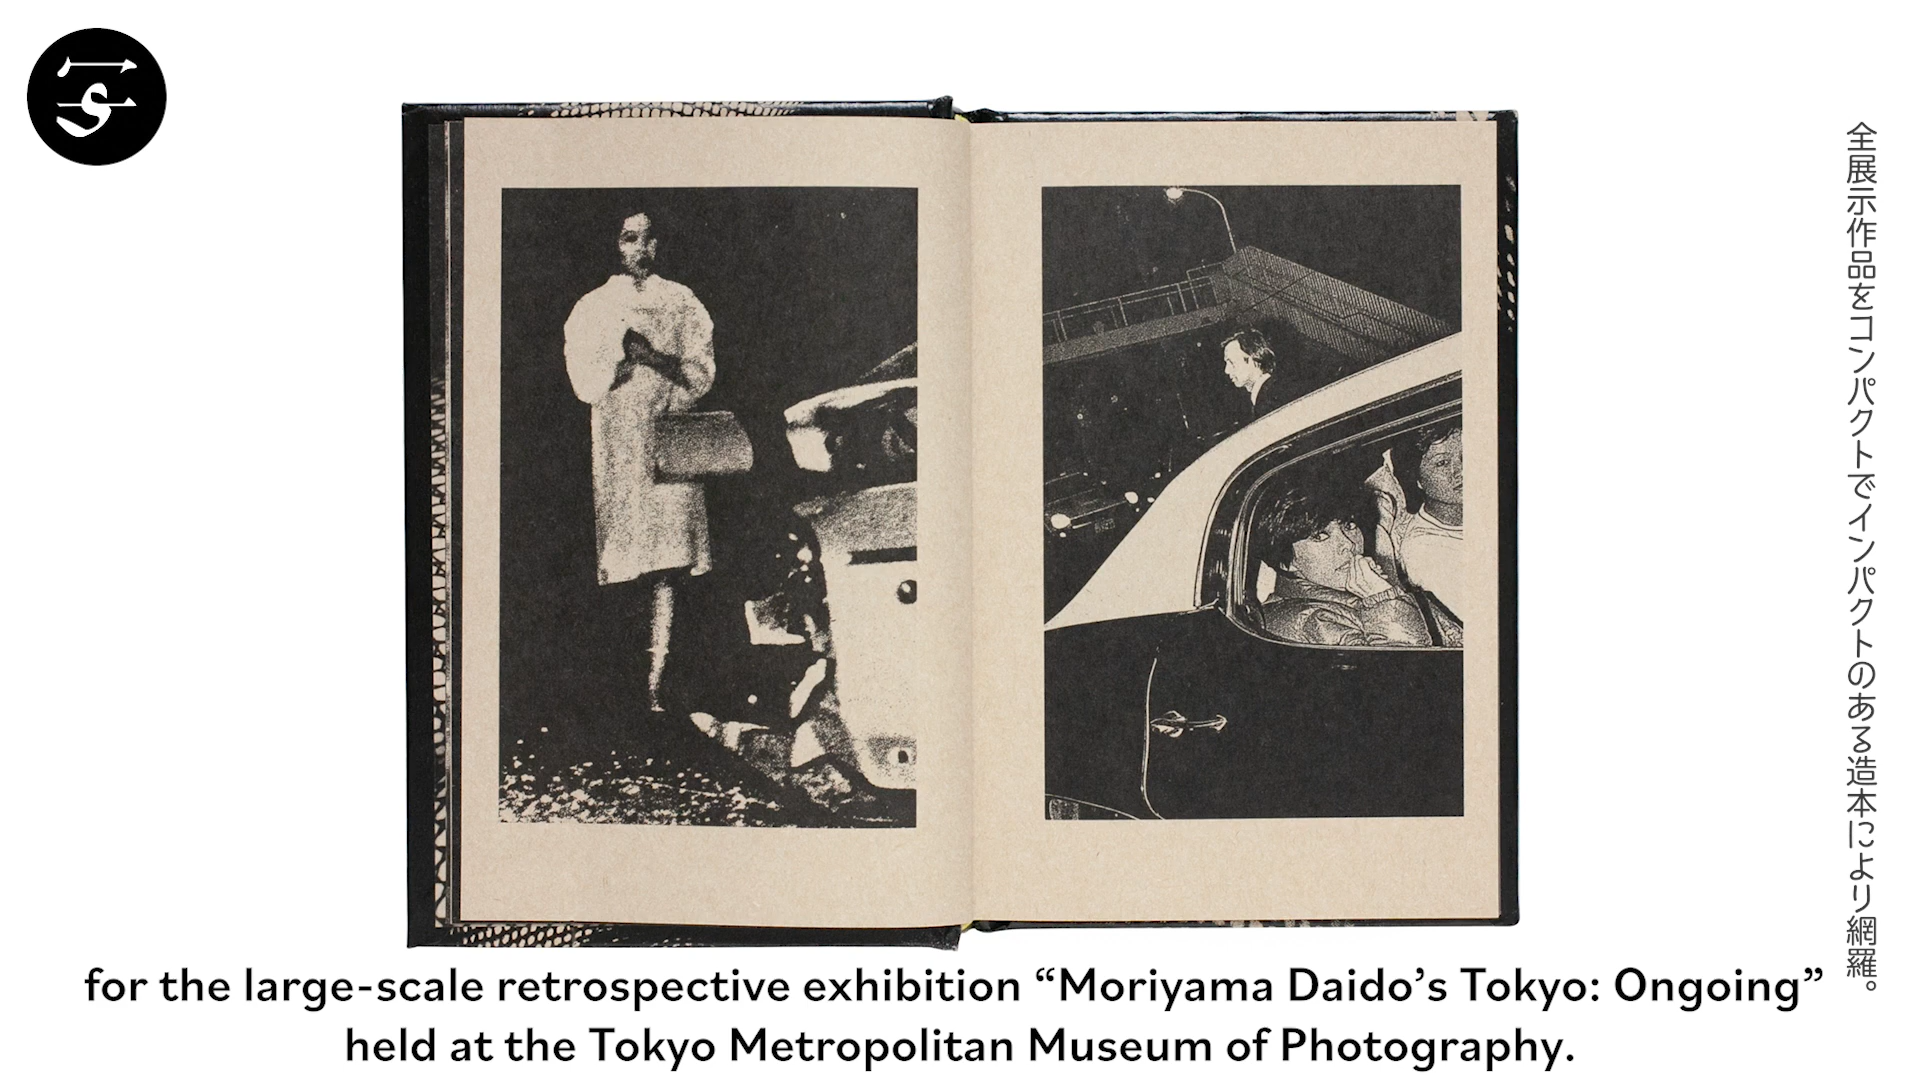 全展示作品をコンパクトでインパクトのある造本により網羅。
for the large-scale retrospective exhibition “Moriyama Daido’s Tokyo: Ongoing”
held at the Tokyo Metropolitan Museum of Photography.